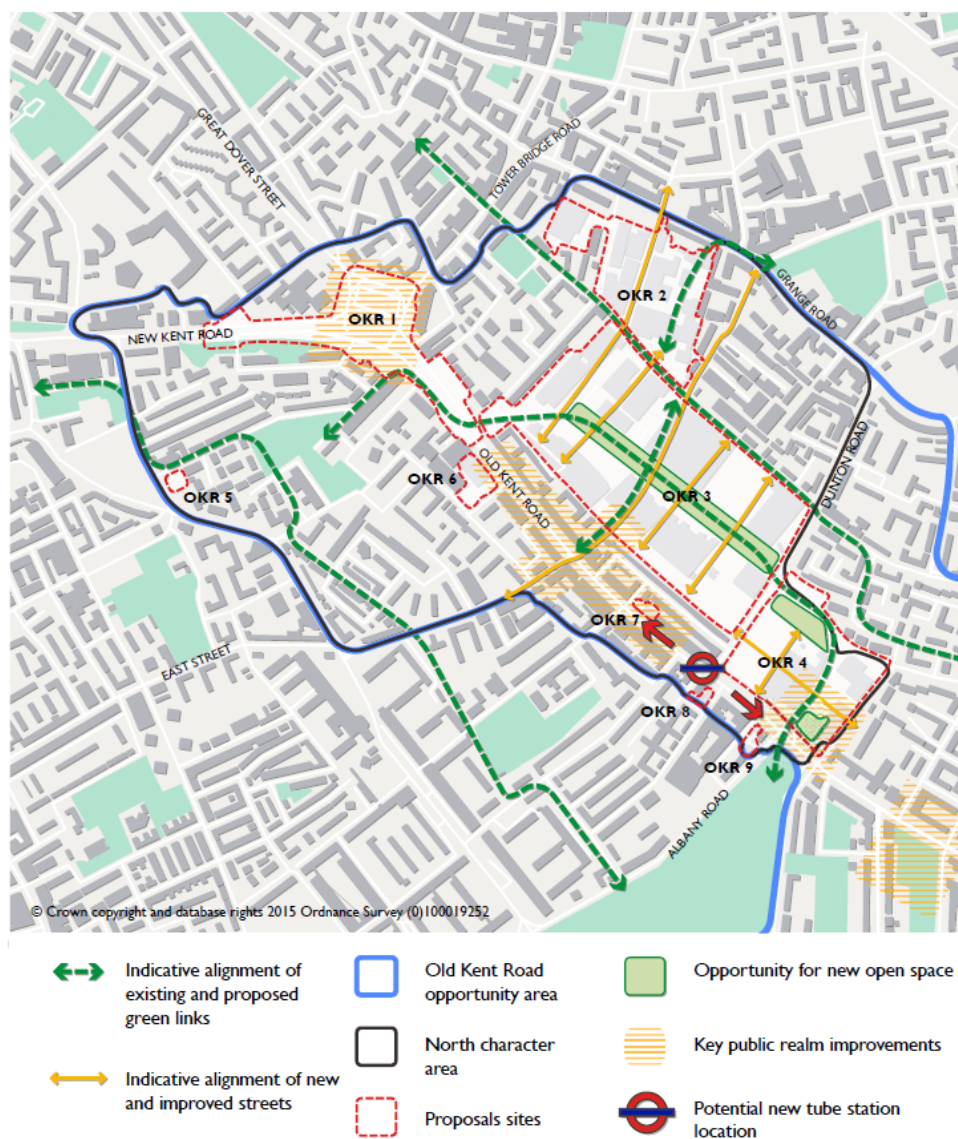 GREAT DOVER STREET
TOWER BRIDGE ROAD
OKR 2
GRANGE ROAD
OKR 1
NEW KENT ROAD
OLD KENT ROAD
OKR 6
OKR 3
DUNTON ROAD
OKR 5
OKR 7
EAST STREET
OKR 4
OKR 8
OKR 9
ALBANY ROAD
© Crown copyright and database rights 2015 Ordnance Survey (0)100019252
Indicative alignment of
existing and proposed
green links
Indicative alignment of new
and improved streets
Old Kent Road
opportunity area
North character
area
Proposals sites
Opportunity for new open space
Key public realm improvements
Potential new tube station
location